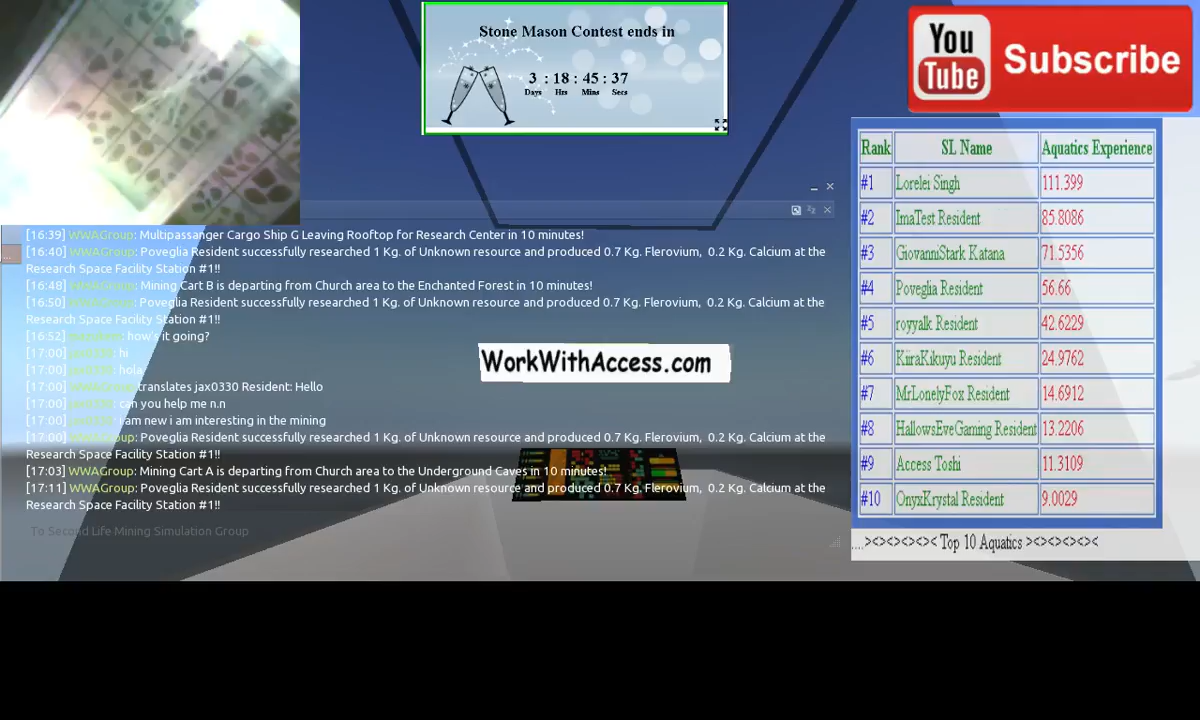 Stone Mason Contest ends in
3 : 18 : 45 : 37
Days Hrs Mins Secs
You
Tube
Subscribe
[16:39] WWAGroup: Multipassanger Cargo Ship G Leaving Rooftop for Research Center in 10 minutes!
[16:40] WWAGroup: Poveglia Resident successfully researched 1 Kg. of Unknown resource and produced 0.7 Kg. Flerovium, 0.2 Kg. Calcium at the
Research Space Facility Station #1!!
[16:48] WWAGroup: Mining Cart B is departing from Church area to the Enchanted Forest in 10 minutes!
[16:50] WWAGroup: Poveglia Resident successfully researched 1 Kg. of Unknown resource and produced 0.7 Kg. Flerovium, 0.2 Kg. Calcium at the
Research Space Facility Station #1!!
[16:52] : how's it going?
[17:00] jax0330: hi
[17:00] jax0330: hola
[17:00] WWAGroup: translates jax0330 Resident: Hello
[17:00] jax0330: can you help me n.n
[17:00] jax0330: i am new i am interesting in the mining
[17:00] WWAGroup: Poveglia Resident successfully researched 1 Kg. of Unknown resource and produced 0.7 Kg. Flerovium, 0.2 Kg. Calcium at the
Research Space Facility Station #1!!
[17:03] WWAGroup: Mining Cart A is departing from Church area to the Underground Caves in 10 minutes!
[17:11] WWAGroup: Poveglia Resident successfully researched 1 Kg. of Unknown resource and produced 0.7 Kg. Flerovium, 0.2 Kg. Calcium at the
Research Space Facility Station #1!!
To Second Life Mining Simulation Group
WorkWithAccess.com
Rank SL Name Aquatics Experience
#1 Lorelei Singh 111.399
#2 ImaTest Resident 85.8086
#3 GiovanniStark Katana 71.5356
#4 Poveglia Resident 56.66
#5 royyalk Resident 42.6229
#6 KiiraKikuyu Resident 24.9762
#7 MrLonelyFox Resident 14.6912
#8 HallowsEveGaming Resident 13.2206
#9 Access Toshi 11.3109
#10 OnyxKrystal Resident 9.0029
....><><><><>< Top 10 Aquatics ><><><><><